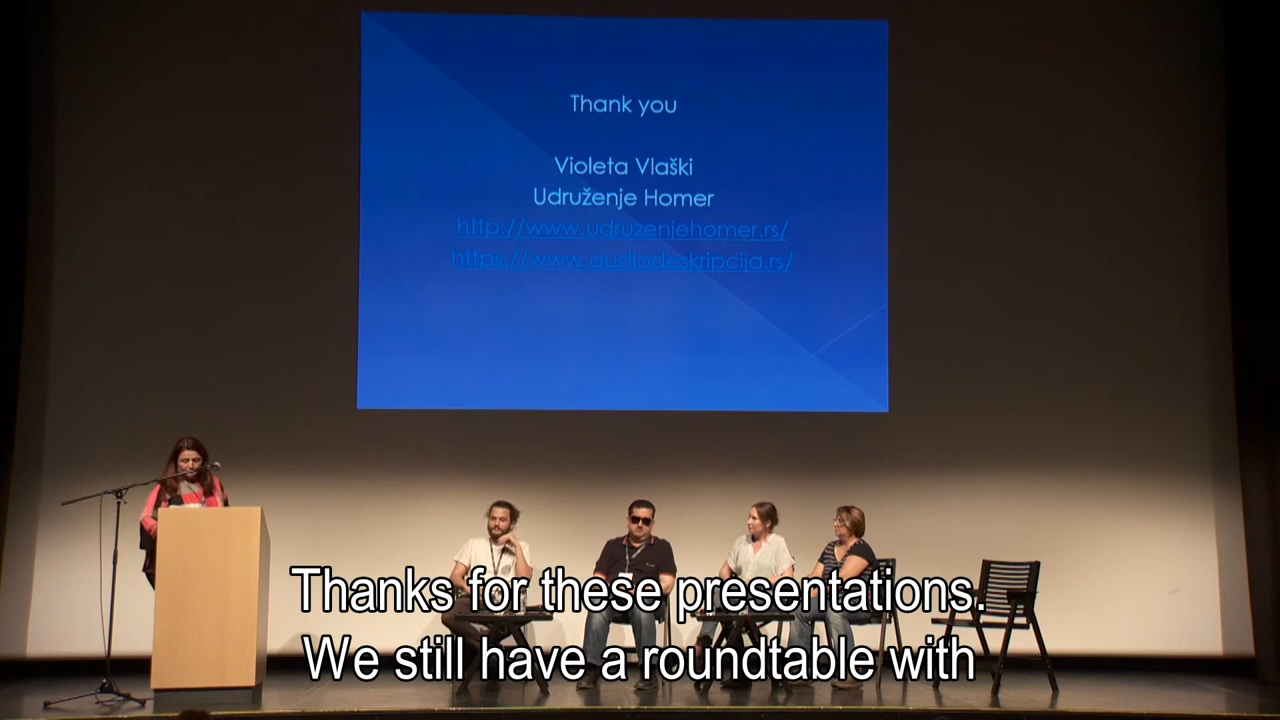 Thank you
Violeta Vlaški
Udruženje Homer
http://www.udruzenjehomer.rs/
https://www.audiodeskripcija.rs/
Thanks for these presentations.
We still have a roundtable with